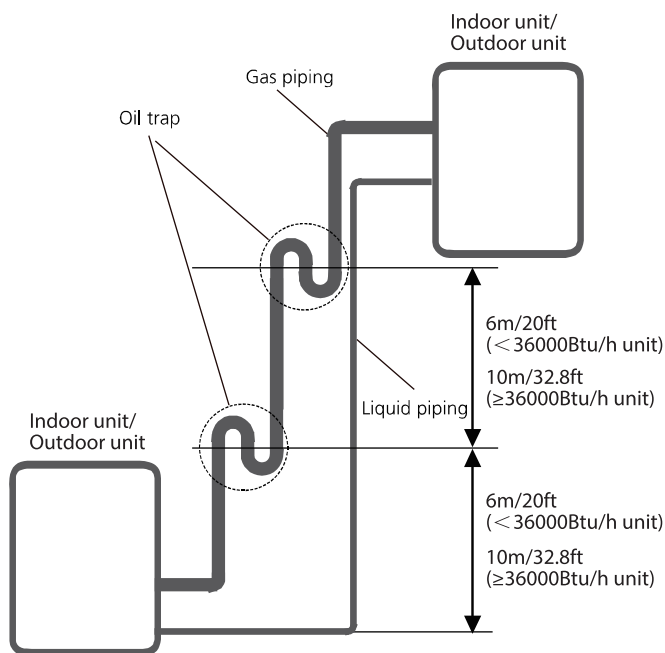 Indoor unit/
Outdoor unit
Gas piping
Oil trap
6m/20ft
(<36000Btu/h unit)
10m/32.8ft
(≥36000Btu/h unit)
Liquid piping
Indoor unit/
Outdoor unit
6m/20ft
(<36000Btu/h unit)
10m/32.8ft
(≥36000Btu/h unit)